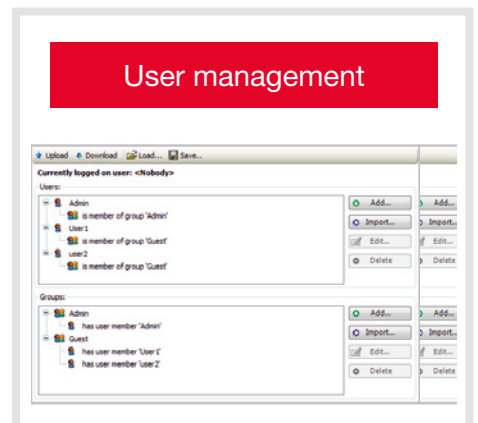 User management
Upload Download Load... Save..
Currently logged on user: <Nobody>
Users:
Admin
is member of group 'Admin'
User1
is member of group 'Guest'
user2
is member of group 'Guest'
Add... Add...
Import... Import...
Edit... Edit...
Delete Delete
Groups:
Admin
has user member 'Admin'
Guest
has user member 'User1'
has user member 'user2'
Add... Add...
Import... Import...
Edit... Edit...
Delete Delete